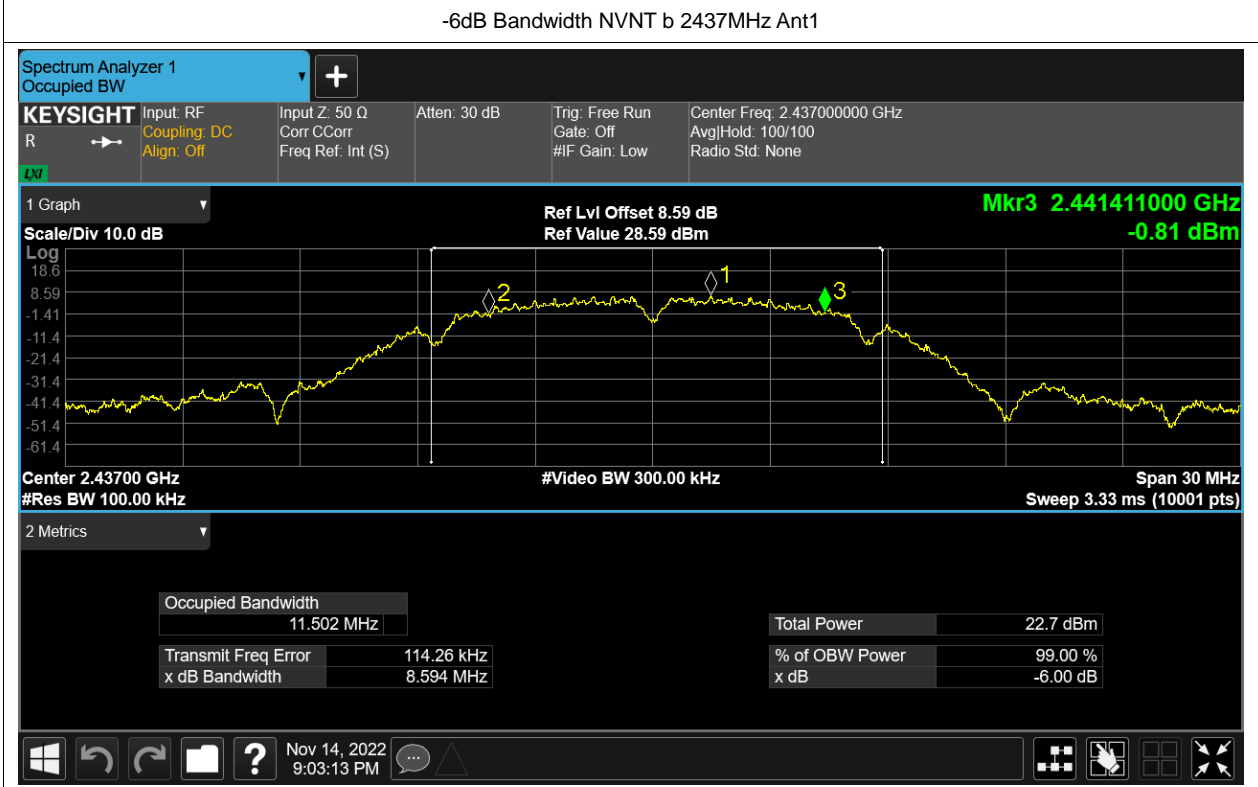 -6dB Bandwidth NVNT b 2437MHz Ant1
Spectrum Analyzer 1
Occupied BW
KEYSIGHT
R
LXI
Input: RF
Coupling: DC
Align: Off
Input Z: 50 Ω
Corr CCorr
Freq Ref: Int (S)
Atten: 30 dB
Trig: Free Run
Gate: Off
#IF Gain: Low
Center Freq: 2.437000000 GHz
Avg|Hold: 100/100
Radio Std: None
1 Graph
Scale/Div 10.0 dB
Ref Lvl Offset 8.59 dB
Ref Value 28.59 dBm
Mkr3 2.441411000 GHz
-0.81 dBm
Log
18.6
8.59
-1.41
-11.4
-21.4
-31.4
-41.4
-51.4
-61.4
2
1
3
Center 2.43700 GHz
#Video BW 300.00 kHz
Span 30 MHz
#Res BW 100.00 kHz
Sweep 3.33 ms (10001 pts)
2 Metrics
Occupied Bandwidth
11.502 MHz
Total Power 22.7 dBm
Transmit Freq Error 114.26 kHz
% of OBW Power 99.00 %
x dB Bandwidth 8.594 MHz
x dB -6.00 dB
Nov 14, 2022
9:03:13 PM